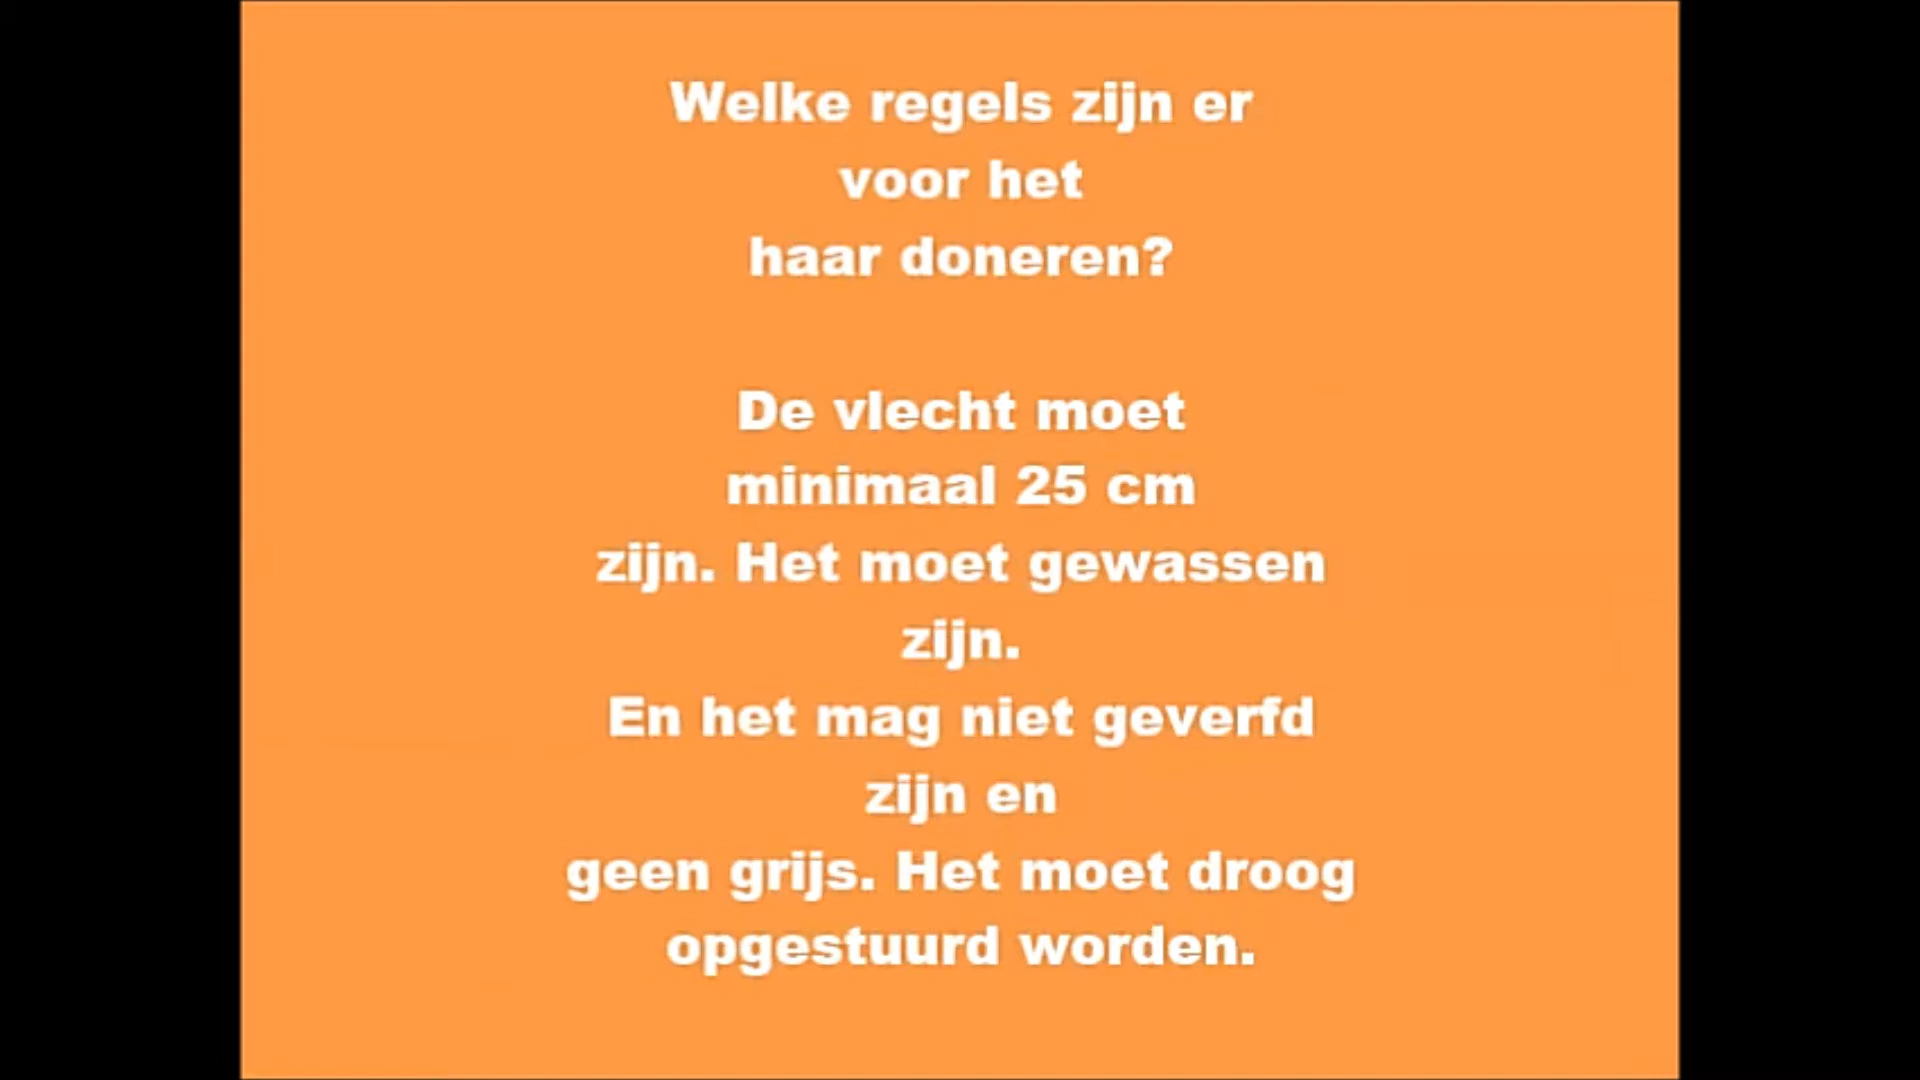 Welke regels zijn er
voor het
haar doneren?
De vlecht moet
minimaal 25 cm
zijn. Het moet gewassen
zijn.
En het mag niet geverfd
zijn en
geen grijs. Het moet droog
opgestuurd worden.